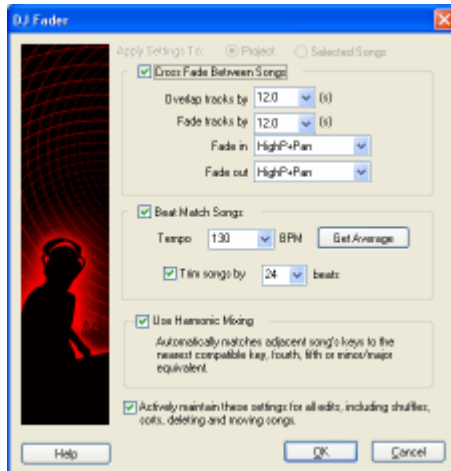 DJ Fader
Apply Settings To: Project Selected Songs
Cross Fade Between Songs
Overlap tracks by 12.0 (s)
Fade tracks by 12.0 (s)
Fade in HighP+Pan
Fade out HighP+Pan
Beat Match Songs
Tempo 130 BPM Get Average
Trim songs by 24 beats
Use Harmonic Mixing
Automatically matches adjacent song's keys to the
nearest compatible key, fourth, fifth or minor/major
equivalent.
Actively maintain these settings for all edits, including shuffles,
sorts, deleting and moving songs.
Help OK Cancel